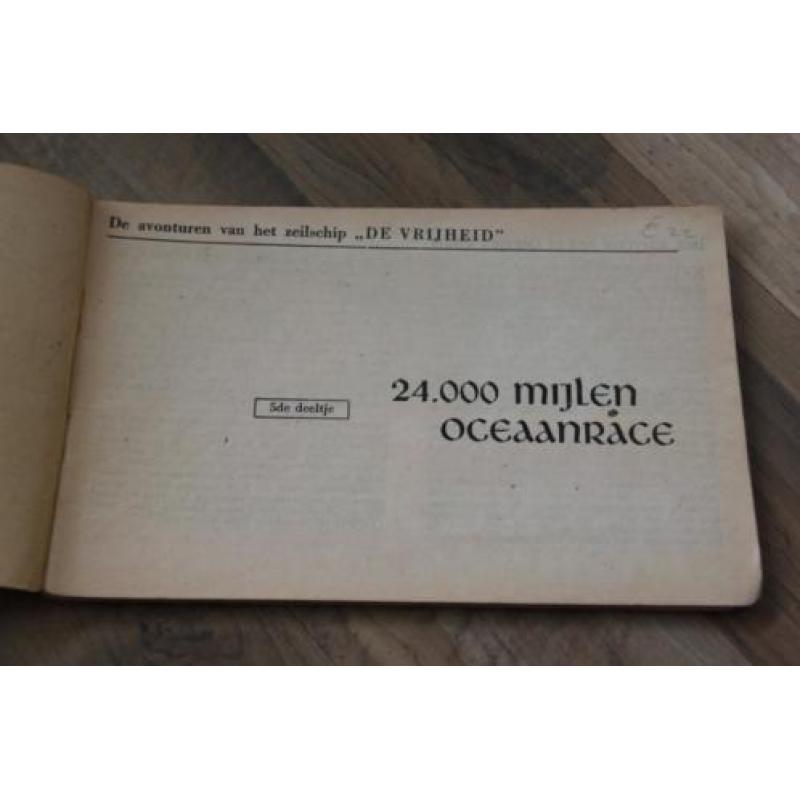 De avonturen van het zeilschip „DE VRIJHEID"
5de deeltje
24.000 mijlen
oceaanrace